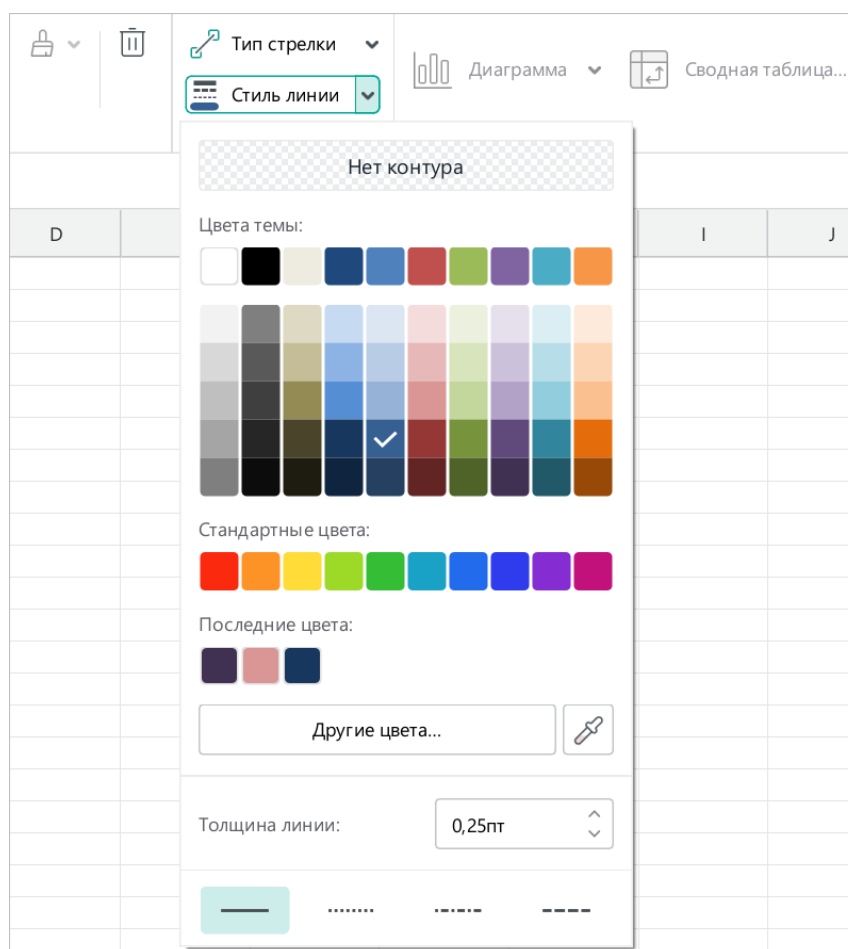 Тип стрелки
Стиль линии
Диаграмма
Сводная таблица...
Нет контура
D
I
J
Цвета темы:
Стандартные цвета:
Последние цвета:
Другие цвета...
Толщина линии:
0,25пт